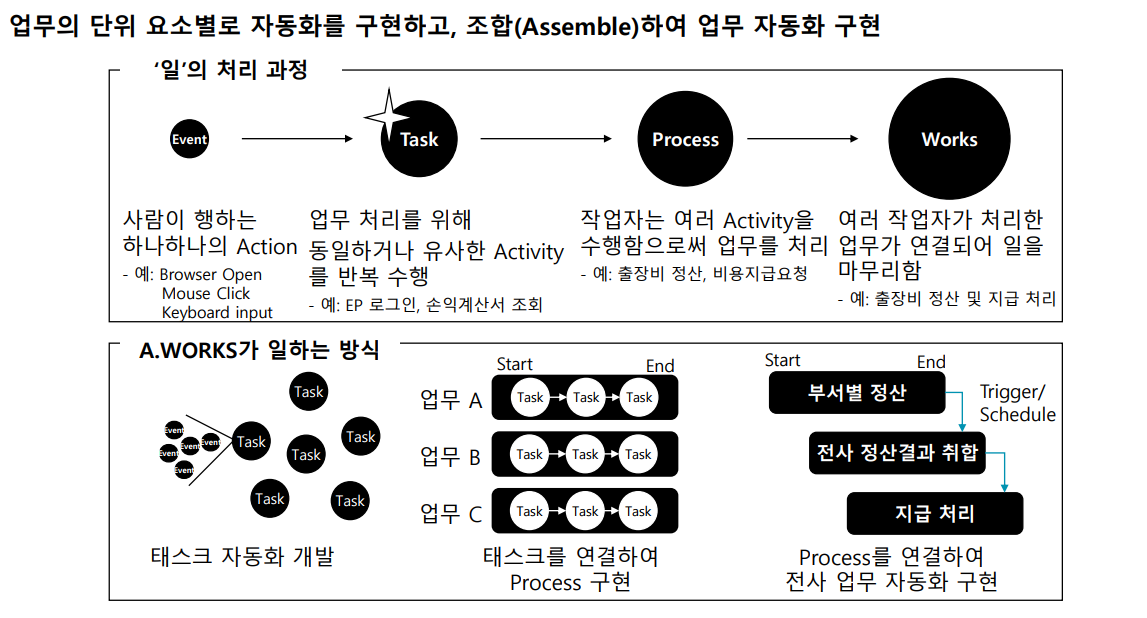 업무의 단위 요소별로 자동화를 구현하고, 조합(Assemble)하여 업무 자동화 구현
‘일’의 처리 과정
Event
Task
Process
Works
사람이 행하는
하나하나의 Action
- 예: Browser Open
Mouse Click
Keyboard input
업무 처리를 위해
동일하거나 유사한 Activity
를 반복 수행
- 예: EP 로그인, 손익계산서 조회
작업자는 여러 Activity을
수행함으로써 업무를 처리
- 예: 출장비 정산, 비용지급요청
여러 작업자가 처리한
업무가 연결되어 일을
마무리함
- 예: 출장비 정산 및 지급 처리
A.WORKS가 일하는 방식
Task
Event
Event
Event
Event
Event
Task
Task
Task
Task
Task
태스크 자동화 개발
Start End
업무 A Task Task Task
업무 B Task Task Task
업무 C Task Task Task
태스크를 연결하여
Process 구현
Start End
부서별 정산
Trigger/
Schedule
전사 정산결과 취합
지급 처리
Process를 연결하여
전사 업무 자동화 구현